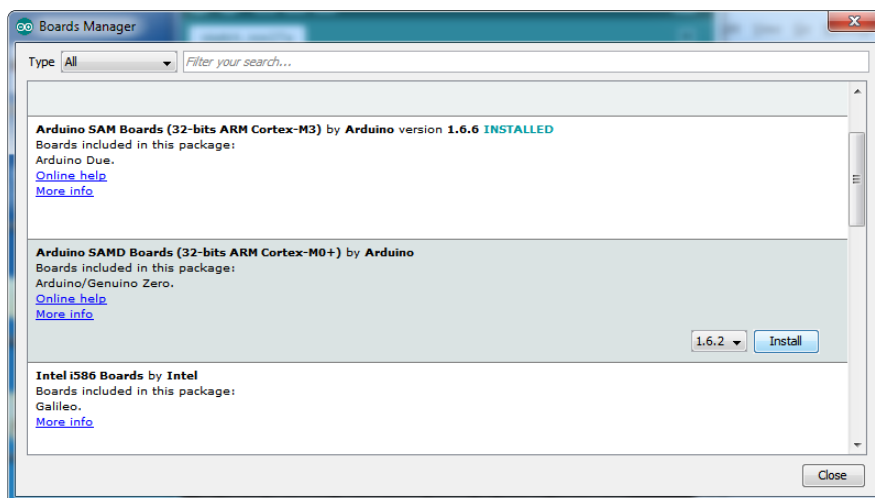 Boards Manager
Type All Filter your search...
Arduino SAM Boards (32-bits ARM Cortex-M3) by Arduino version 1.6.6 INSTALLED
Boards included in this package:
Arduino Due.
Online help
More info
Arduino SAMD Boards (32-bits ARM Cortex-M0+) by Arduino
Boards included in this package:
Arduino/Genuino Zero.
Online help
More info
1.6.2 Install
Intel i586 Boards by Intel
Boards included in this package:
Galileo.
More info
Close